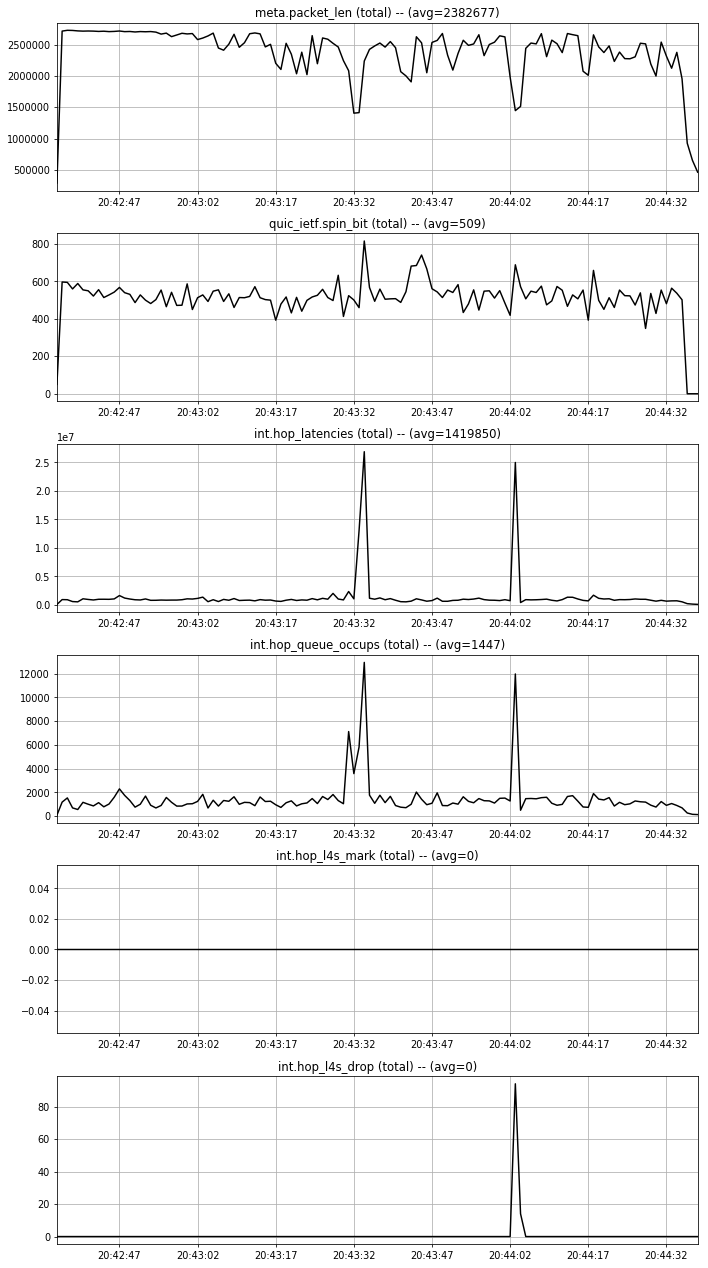 meta.packet_len (total) -- (avg=2382677)
2500000
2000000
1500000
1000000
500000
20:42:47 20:43:02 20:43:17 20:43:32 20:43:47 20:44:02 20:44:17 20:44:32
quic_ietf.spin_bit (total) -- (avg=509)
800
600
400
200
0
20:42:47 20:43:02 20:43:17 20:43:32 20:43:47 20:44:02 20:44:17 20:44:32
int.hop_latencies (total) -- (avg=1419850)
1e7
2.5
2.0
1.5
1.0
0.5
0.0
20:42:47 20:43:02 20:43:17 20:43:32 20:43:47 20:44:02 20:44:17 20:44:32
int.hop_queue_occups (total) -- (avg=1447)
12000
10000
8000
6000
4000
2000
0
20:42:47 20:43:02 20:43:17 20:43:32 20:43:47 20:44:02 20:44:17 20:44:32
int.hop_l4s_mark (total) -- (avg=0)
0.04
0.02
0.00
−0.02
−0.04
20:42:47 20:43:02 20:43:17 20:43:32 20:43:47 20:44:02 20:44:17 20:44:32
int.hop_l4s_drop (total) -- (avg=0)
80
60
40
20
0
20:42:47 20:43:02 20:43:17 20:43:32 20:43:47 20:44:02 20:44:17 20:44:32